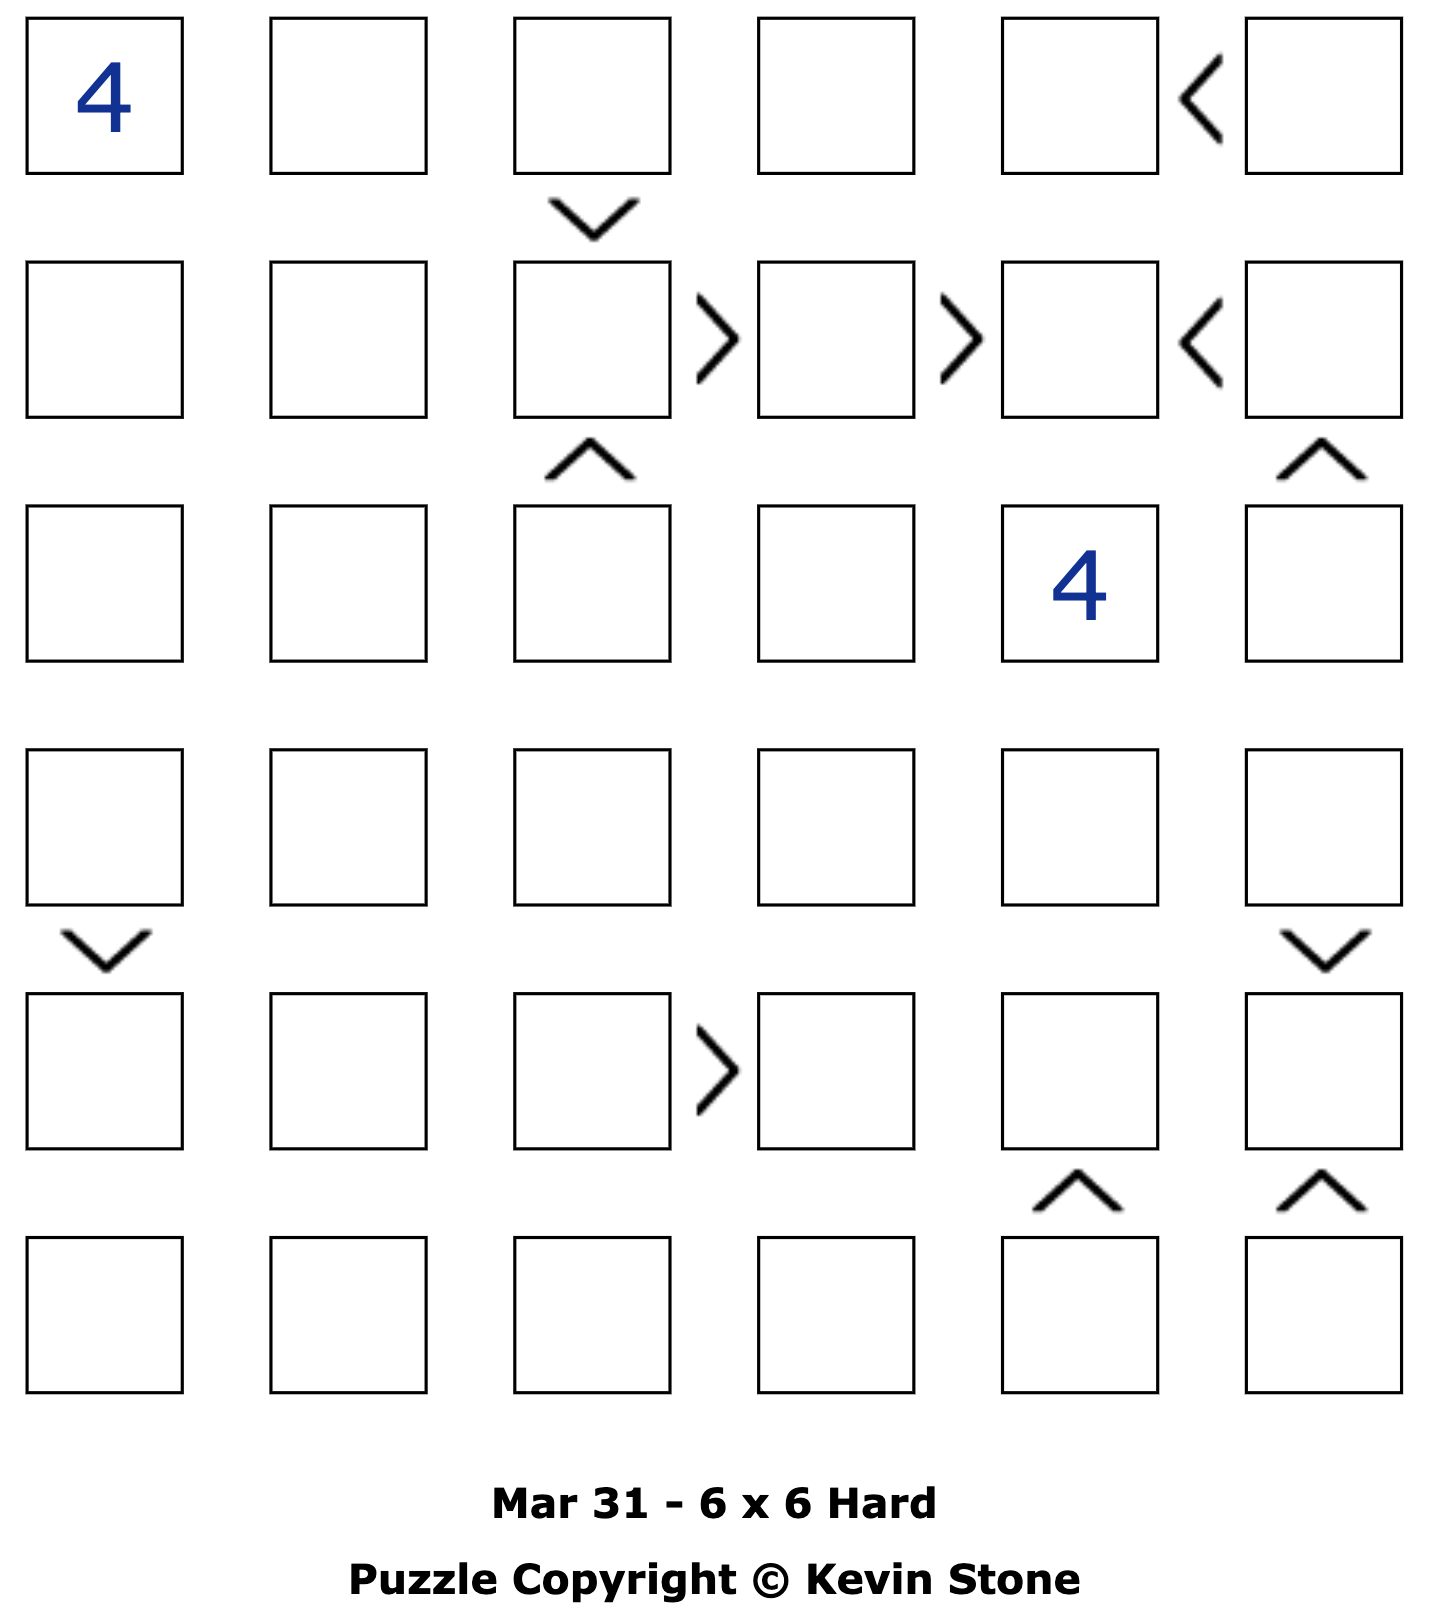 4
<
∨
> > <
∧ ∧
4
∨ ∨
>
∧ ∧
Mar 31 - 6 x 6 Hard
Puzzle Copyright © Kevin Stone